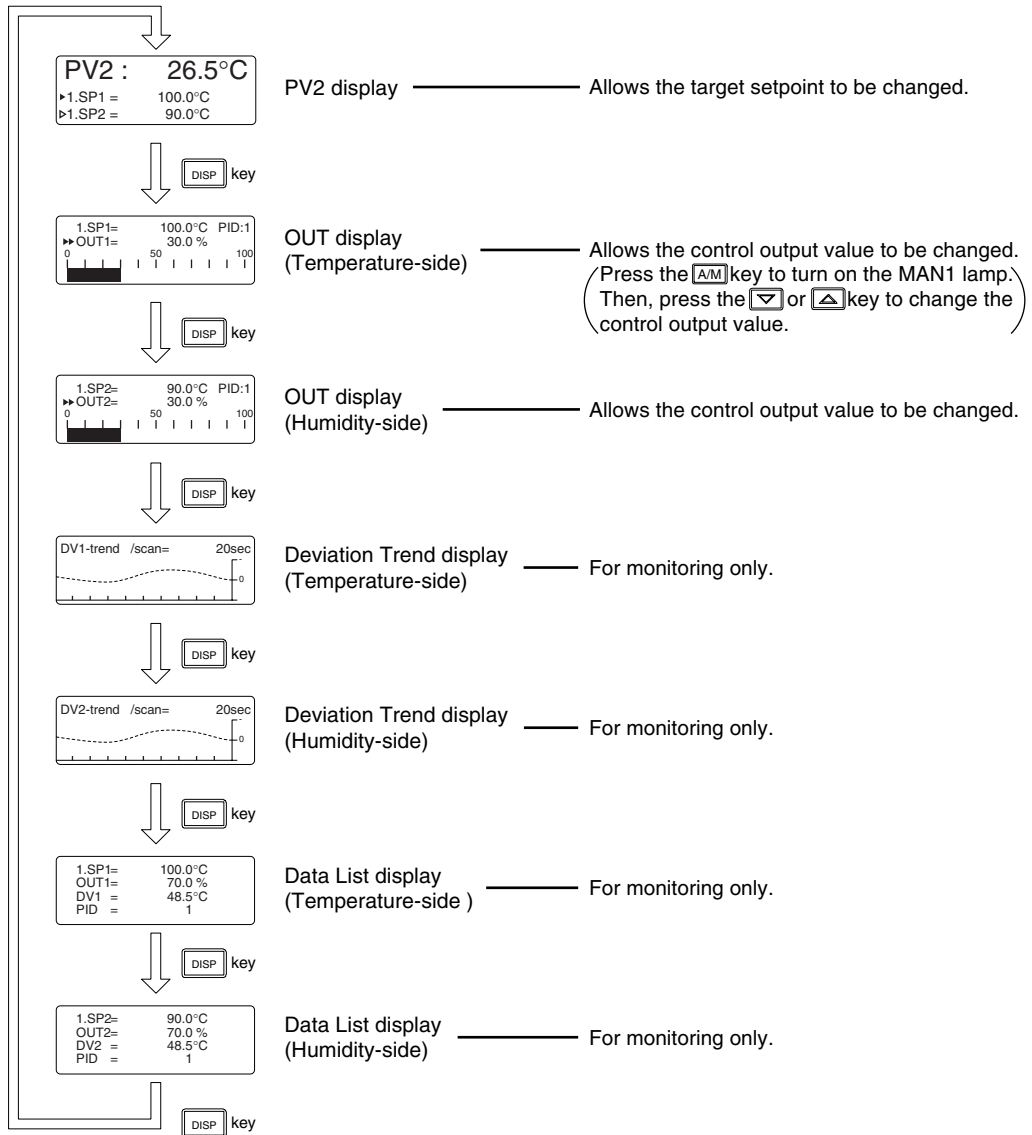 PV2 : 26.5°C
1.SP1 = 100.0°C
1.SP2 = 90.0°C
PV2 display
Allows the target setpoint to be changed.
DISP key
1.SP1= 100.0°C PID:1
OUT1= 30.0 %
0 50 100
OUT display
(Temperature-side)
Allows the control output value to be changed.
Press the A/M key to turn on the MAN1 lamp.
Then, press the ▽ or △ key to change the
control output value.
DISP key
1.SP2= 90.0°C PID:1
OUT2= 30.0 %
0 50 100
OUT display
(Humidity-side)
Allows the control output value to be changed.
DISP key
DV1-trend /scan= 20sec
0
Deviation Trend display
(Temperature-side)
For monitoring only.
DISP key
DV2-trend /scan= 20sec
0
Deviation Trend display
(Humidity-side)
For monitoring only.
DISP key
1.SP1= 100.0°C
OUT1= 70.0 %
DV1 = 48.5°C
PID = 1
Data List display
(Temperature-side )
For monitoring only.
DISP key
1.SP2= 90.0°C
OUT2= 70.0 %
DV2 = 48.5°C
PID = 1
Data List display
(Humidity-side)
For monitoring only.
DISP key